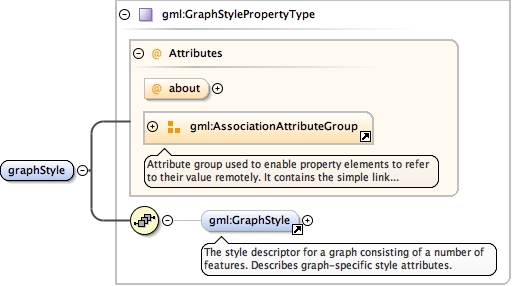 gml:GraphStylePropertyType
@ Attributes
@ about
gml:AssociationAttributeGroup
Attribute group used to enable property elements to refer
to their value remotely. It contains the simple link...
graphStyle
gml:GraphStyle
The style descriptor for a graph consisting of a number of
features. Describes graph-specific style attributes.